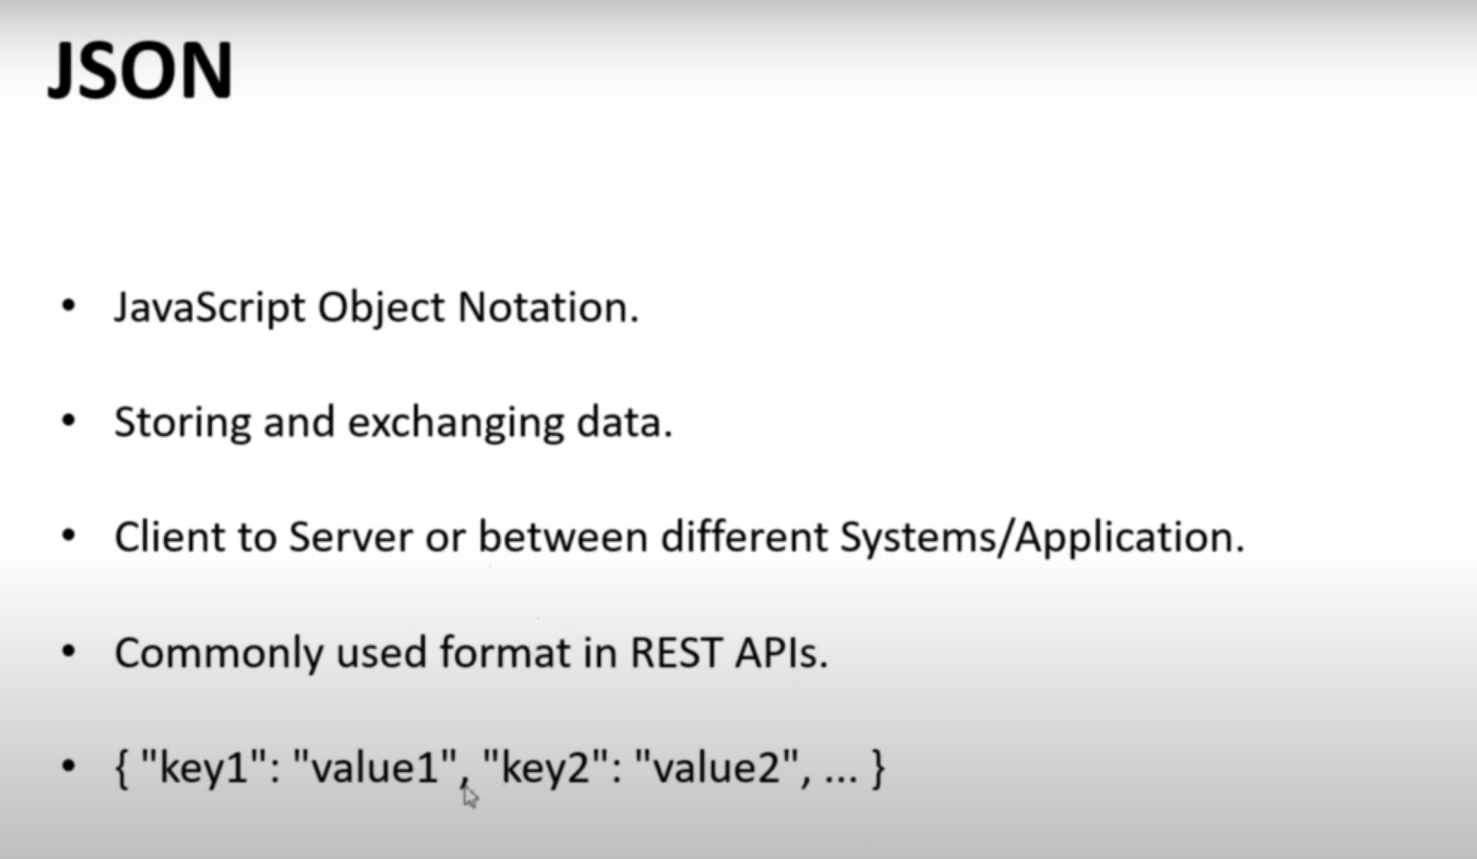 JSON
• JavaScript Object Notation.
• Storing and exchanging data.
• Client to Server or between different Systems/Application.
• Commonly used format in REST APIs.
• { "key1": "value1", "key2": "value2", ... }